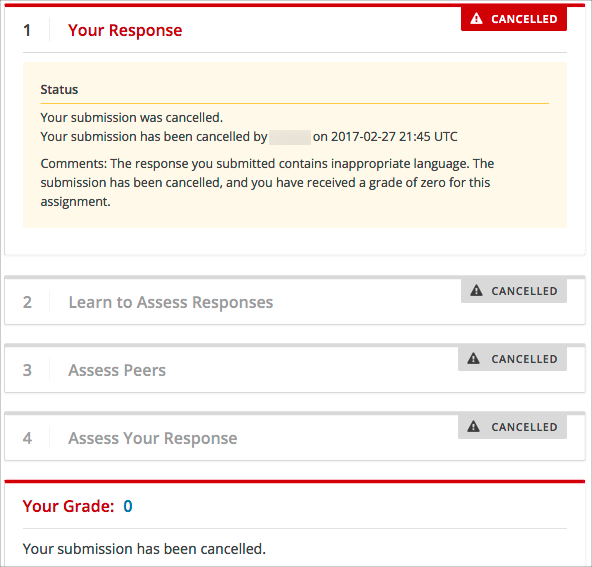 1 Your Response CANCELLED
Status
Your submission was cancelled.
Your submission has been cancelled by on 2017-02-27 21:45 UTC
Comments: The response you submitted contains inappropriate language. The
submission has been cancelled, and you have received a grade of zero for this
assignment.
2 Learn to Assess Responses CANCELLED
3 Assess Peers CANCELLED
4 Assess Your Response CANCELLED
Your Grade: 0
Your submission has been cancelled.